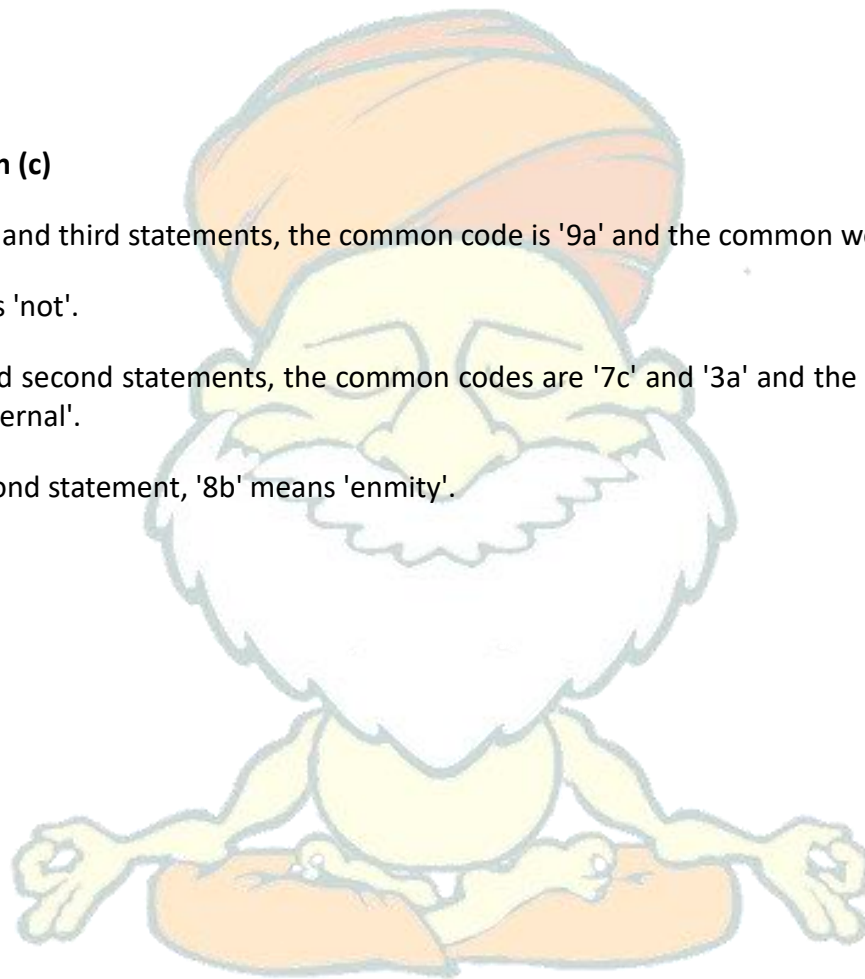 (c)
and third statements, the common code is '9a' and the common
'not'.
second statements, the common codes are '7c' and '3a' and the
ernal'.
ond statement, '8b' means 'enmity'.